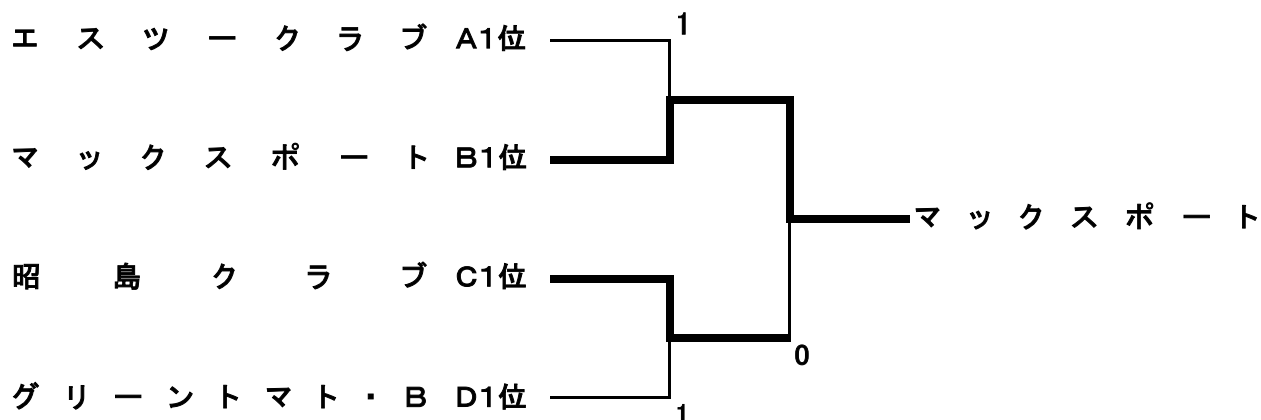 1
エスツークラブ A1位
マックスポート B1位
マックスポート
昭島クラブ C1位
0
グリーントマト・B D1位
1